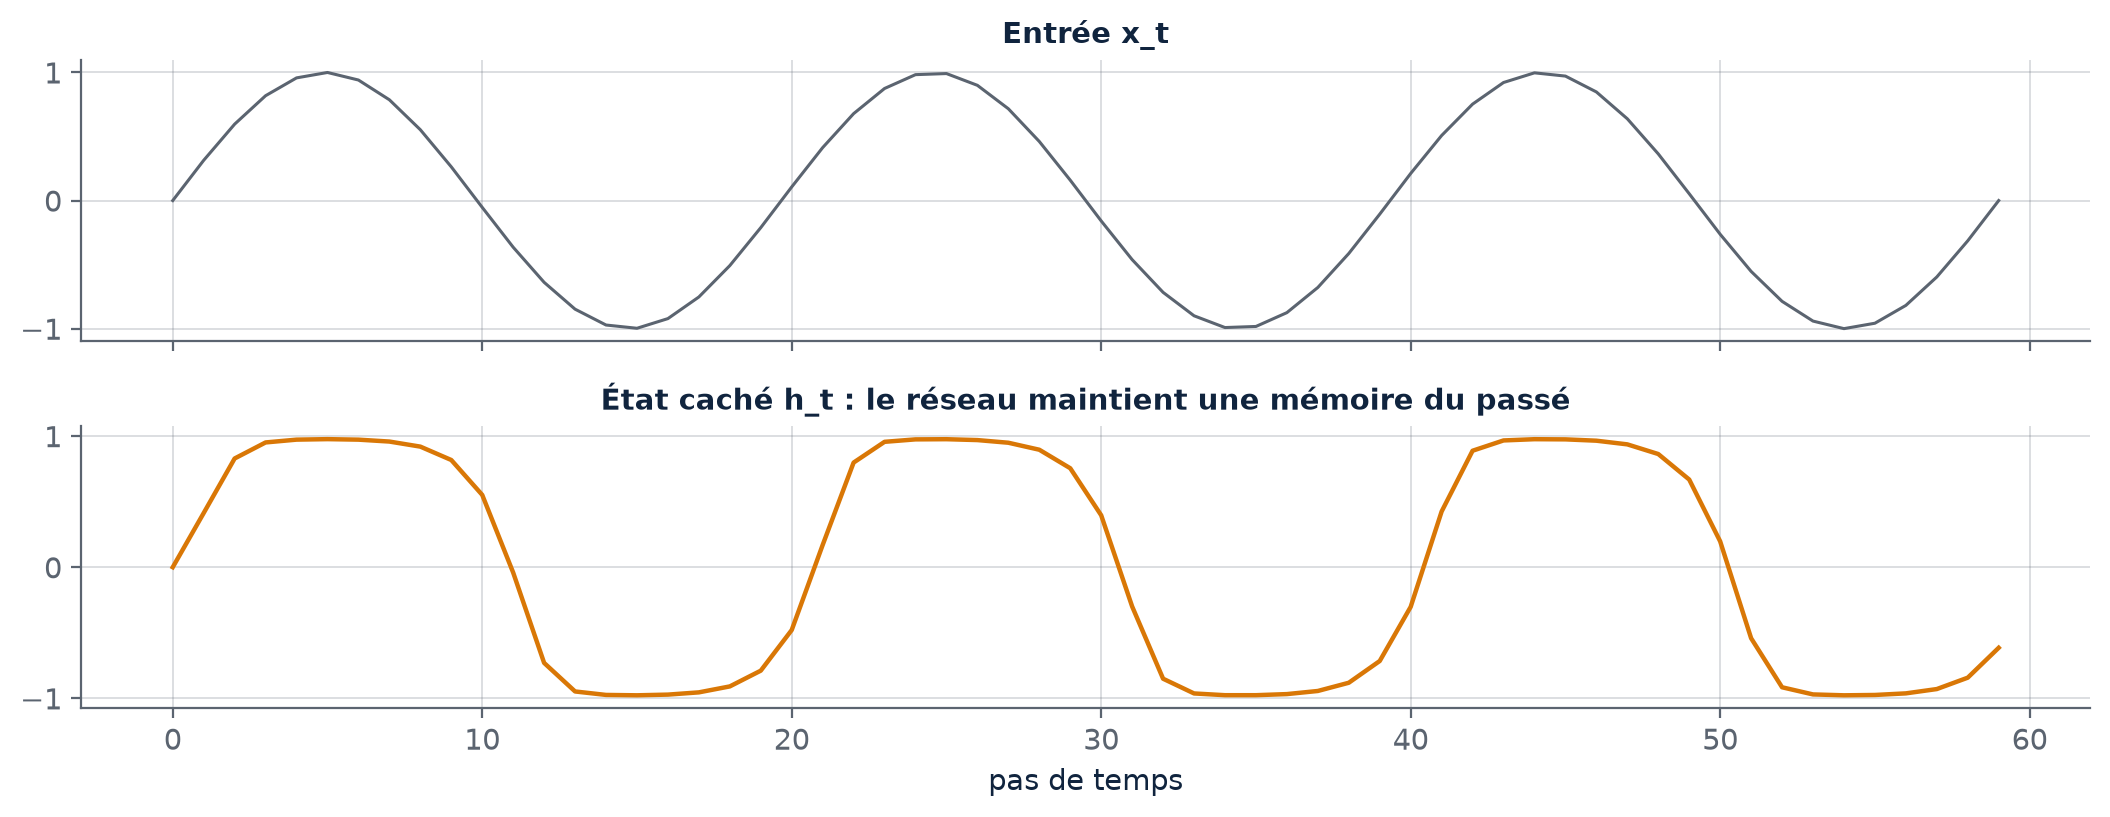 Entrée x_t
1
0
−1
État caché h_t : le réseau maintient une mémoire du passé
1
0
−1
0 10 20 30 40 50 60
pas de temps